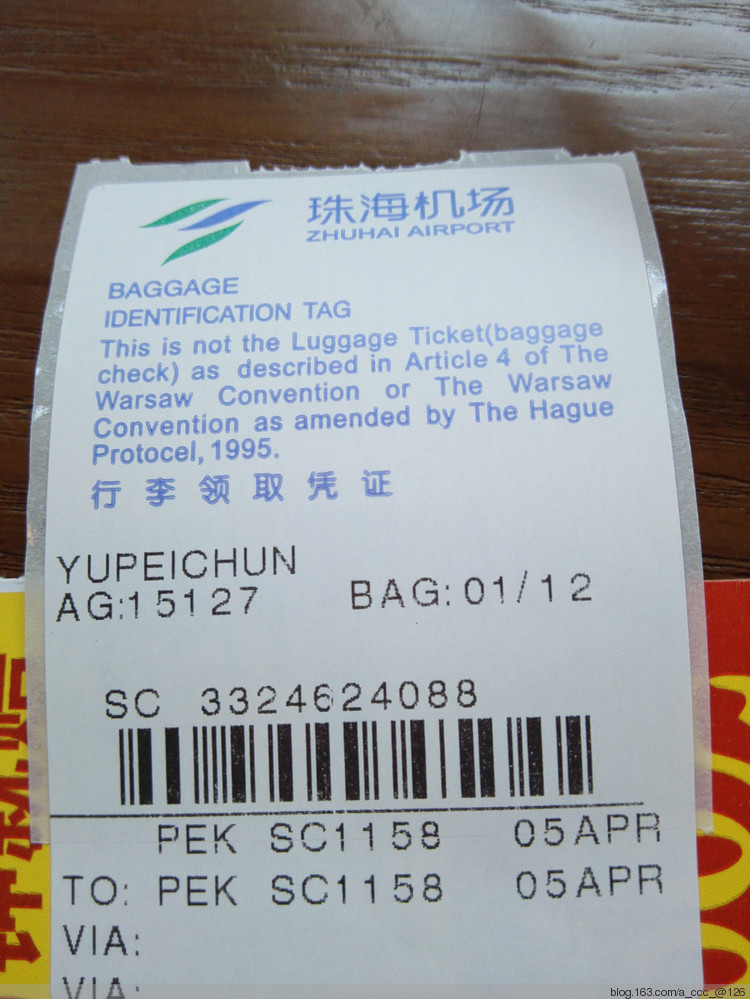 珠海机场
ZHUHAI AIRPORT
BAGGAGE
IDENTIFICATION TAG
This is not the Luggage Ticket(baggage
check) as described in Article 4 of The
Warsaw Convention or The Warsaw
Convention as amended by The Hague
Protocel, 1995.
行李领取凭证
YUPEICHUN
AG:15127 BAG: 01/12
SC 3324624088
PEK SC1158 05APR
TO: PEK SC1158 05APR
VIA:
VIA:
blog.163.com/a_ccc_@126